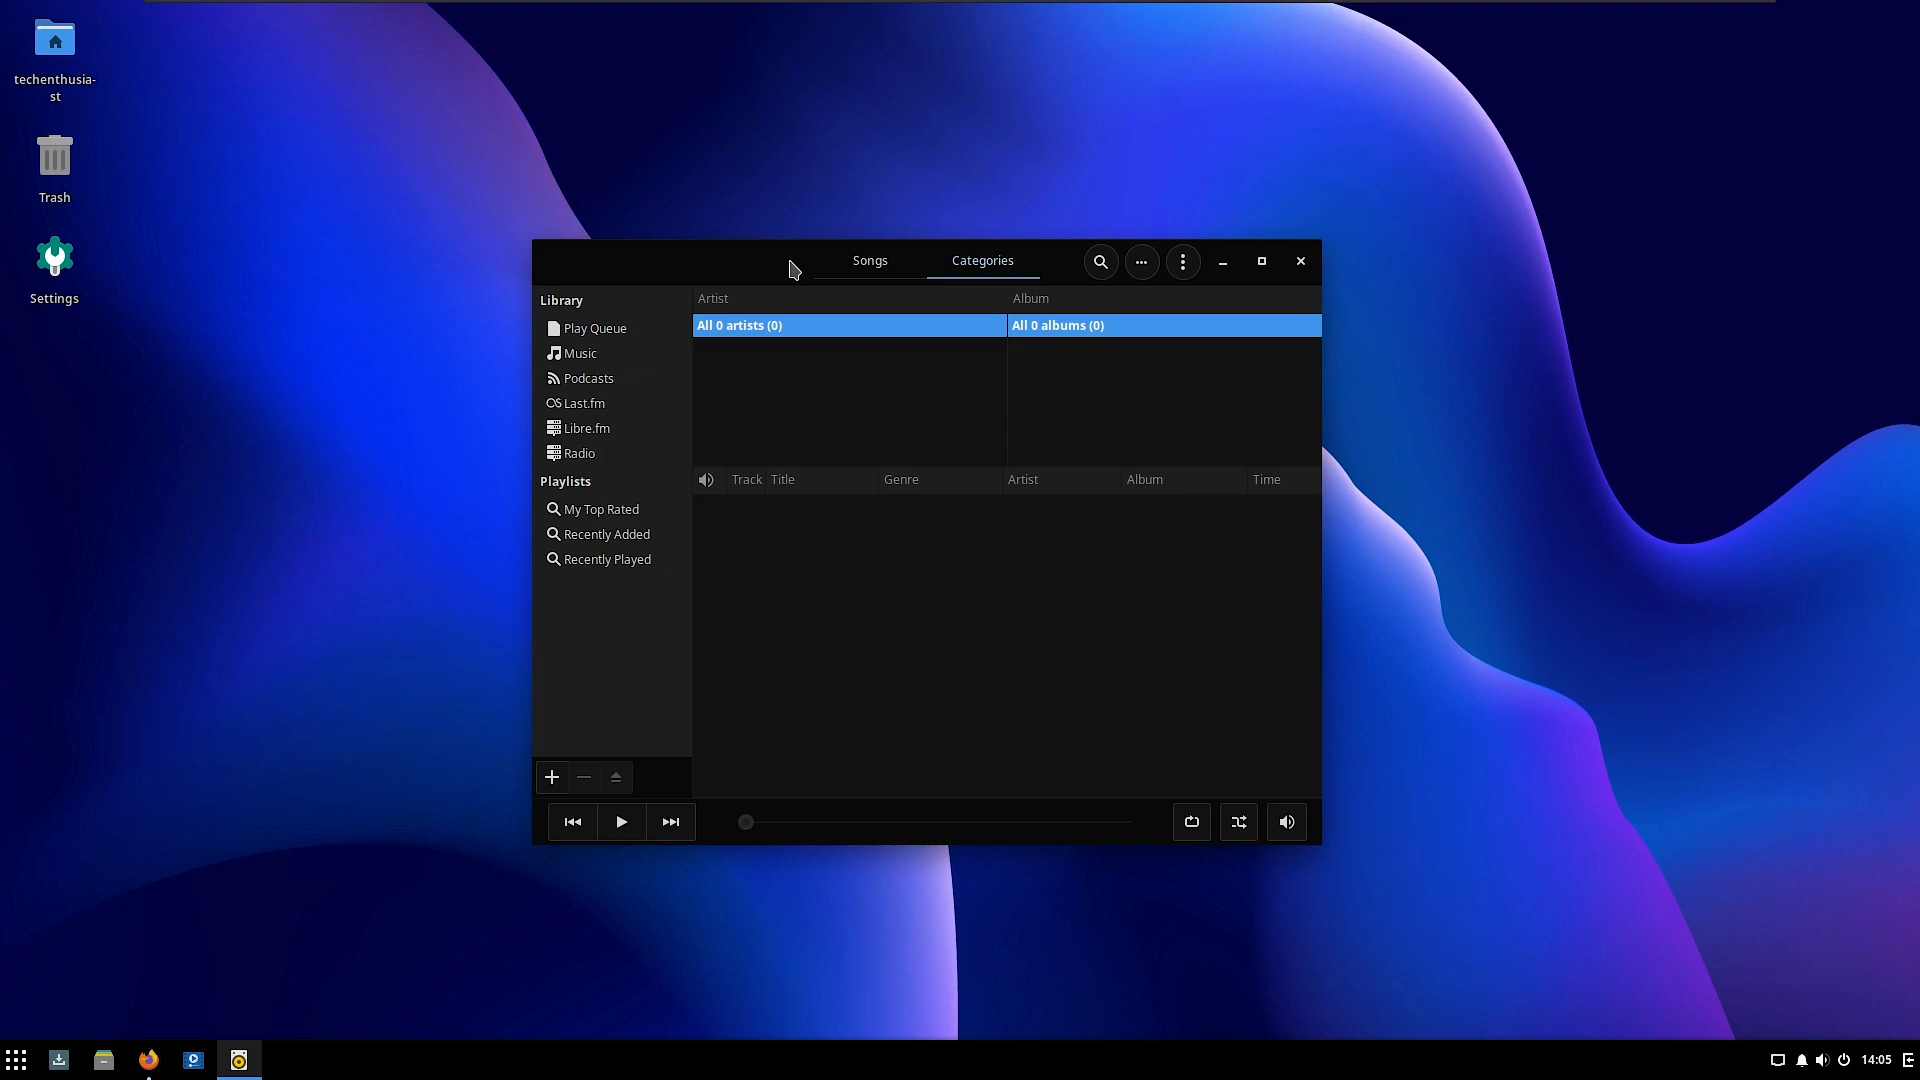 techenthusia-
st
Trash
Settings
Songs
Categories
Library
Play Queue
Music
Podcasts
Last.fm
Libre.fm
Radio
Playlists
My Top Rated
Recently Added
Recently Played
Artist
Album
All 0 artists (0)
All 0 albums (0)
Track
Title
Genre
Artist
Album
Time
14:05